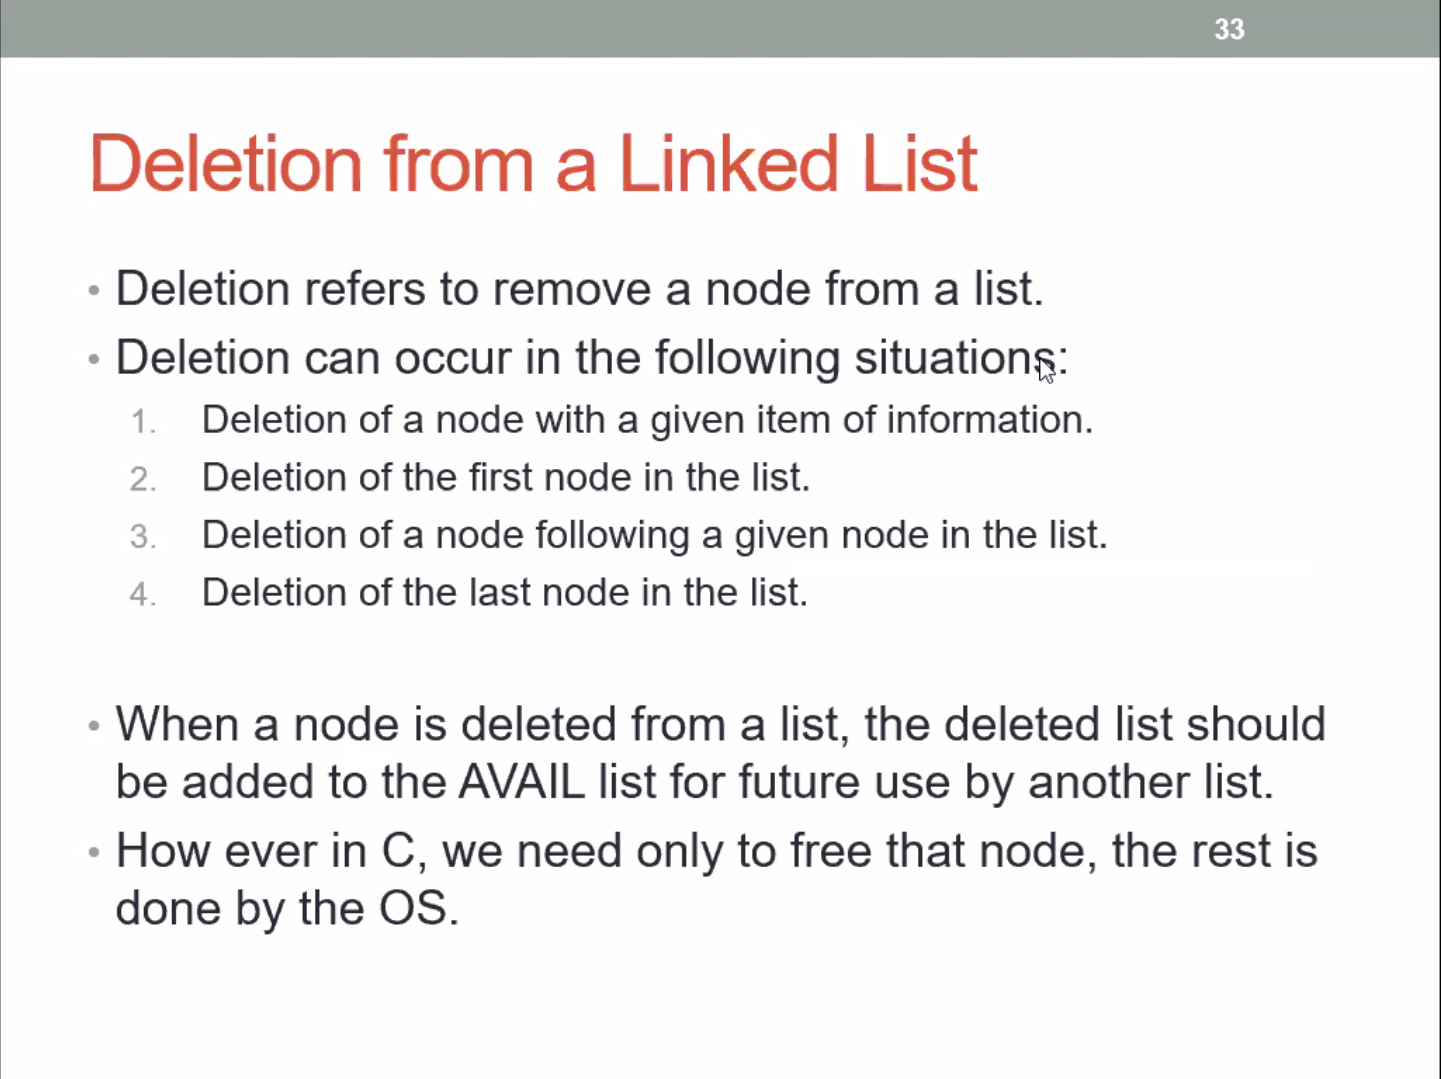 33
Deletion from a Linked List
• Deletion refers to remove a node from a list.
• Deletion can occur in the following situations:
1. Deletion of a node with a given item of information.
2. Deletion of the first node in the list.
3. Deletion of a node following a given node in the list.
4. Deletion of the last node in the list.
• When a node is deleted from a list, the deleted list should
be added to the AVAIL list for future use by another list.
• How ever in C, we need only to free that node, the rest is
done by the OS.